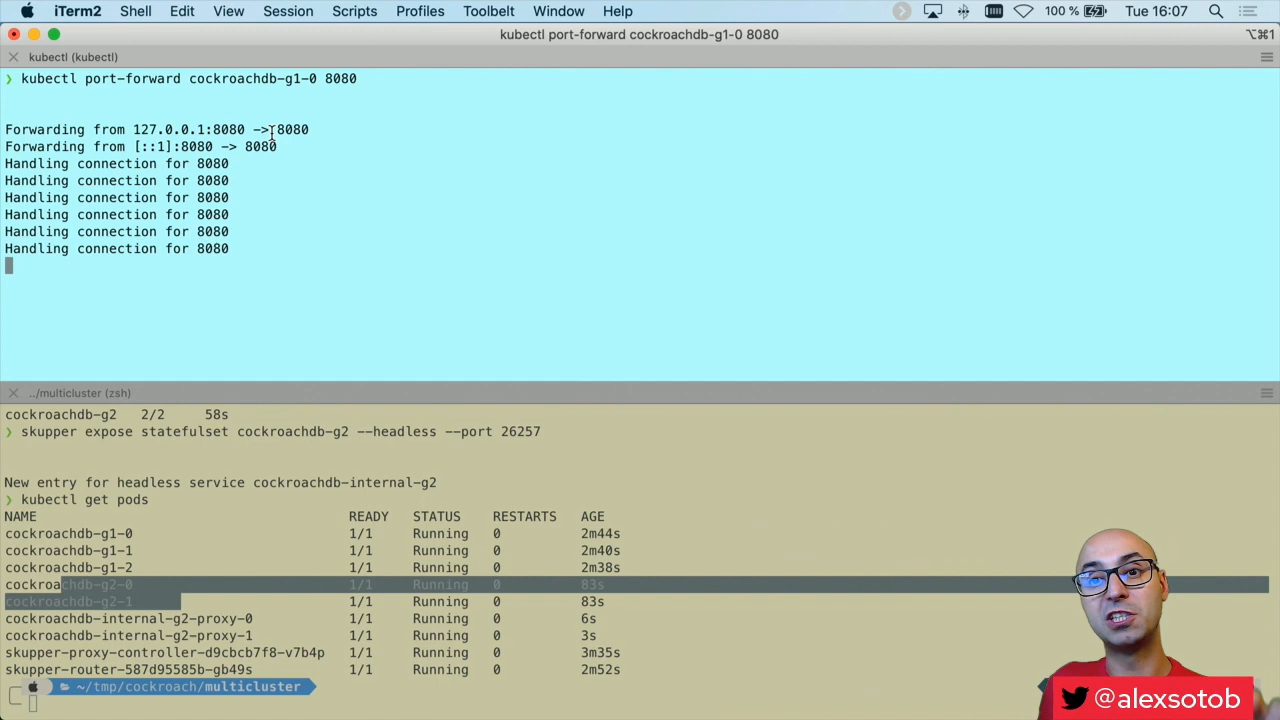 iTerm2 Shell Edit View Session Scripts Profiles Toolbelt Window Help 100 % Tue 16:07
kubectl port-forward cockroachdb-g1-0 8080 ⌥⌘1
kubectl (kubectl)
❯ kubectl port-forward cockroachdb-g1-0 8080
Forwarding from 127.0.0.1:8080 -> 8080
Forwarding from [::1]:8080 -> 8080
Handling connection for 8080
Handling connection for 8080
Handling connection for 8080
Handling connection for 8080
Handling connection for 8080
Handling connection for 8080
../multicluster (zsh)
cockroachdb-g2 2/2 58s
❯ skupper expose statefulset cockroachdb-g2 --headless --port 26257
New entry for headless service cockroachdb-internal-g2
❯ kubectl get pods
NAME READY STATUS RESTARTS AGE
cockroachdb-g1-0 1/1 Running 0 2m44s
cockroachdb-g1-1 1/1 Running 0 2m40s
cockroachdb-g1-2 1/1 Running 0 2m38s
cockroachdb-g2-0 1/1 Running 0 83s
cockroachdb-g2-1 1/1 Running 0 83s
cockroachdb-internal-g2-proxy-0 1/1 Running 0 6s
cockroachdb-internal-g2-proxy-1 1/1 Running 0 3s
skupper-proxy-controller-d9cbcb7f8-v7b4p 1/1 Running 0 3m35s
skupper-router-587d95585b-gb49s 1/1 Running 0 2m52s
~/tmp/cockroach/multicluster
@alexsotob